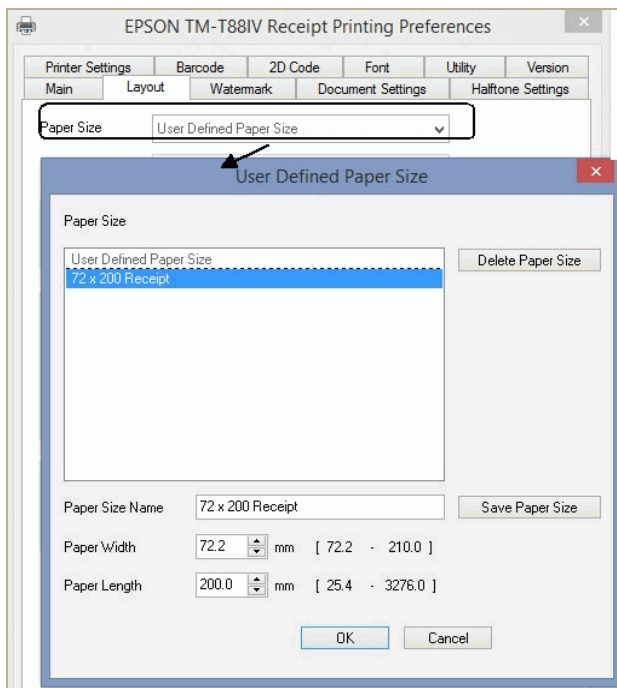 EPSON TM-T88IV Receipt Printing Preferences
Printer Settings Barcode 2D Code Font Utility Version
Main Layout Watermark Document Settings Halftone Settings
Paper Size User Defined Paper Size
User Defined Paper Size
Paper Size
User Defined Paper Size Delete Paper Size
72 x 200 Receipt
Paper Size Name 72 x 200 Receipt Save Paper Size
Paper Width 72.2 mm [ 72.2 - 210.0 ]
Paper Length 200.0 mm [ 25.4 - 3276.0 ]
OK Cancel